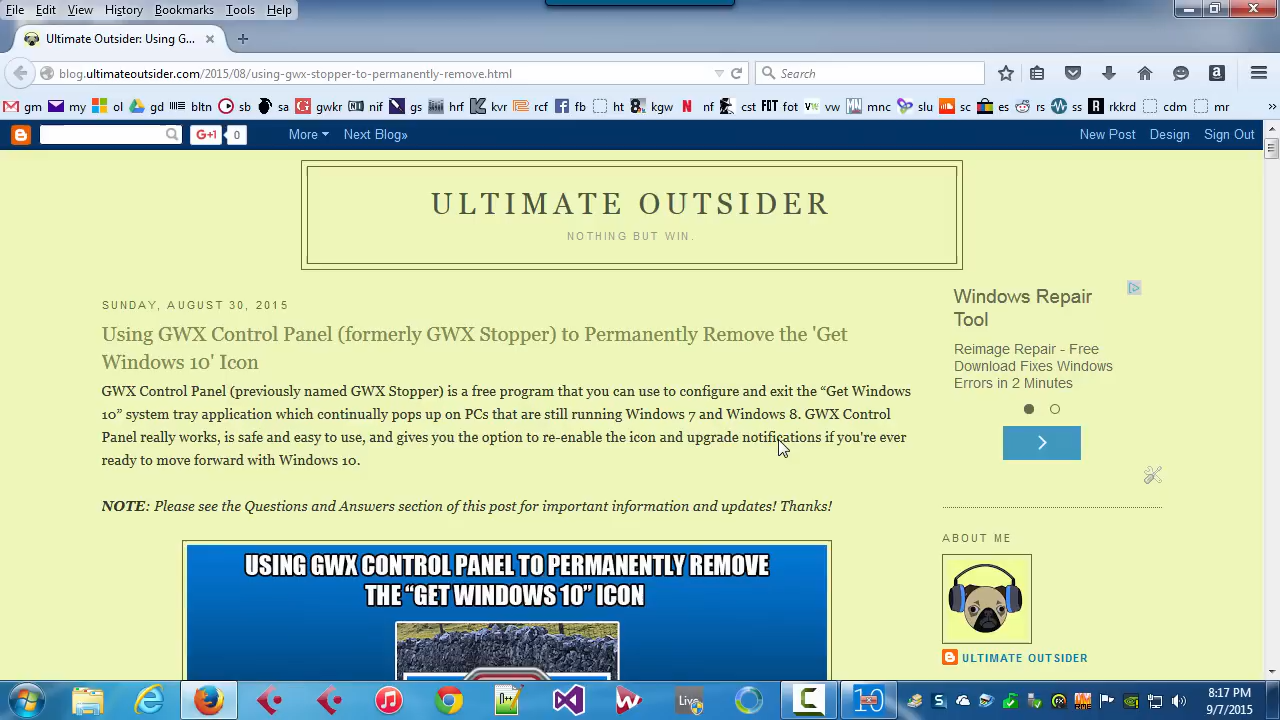 File Edit View History Bookmarks Tools Help
Ultimate Outsider: Using G...
blog.ultimateoutsider.com/2015/08/using-gwx-stopper-to-permanently-remove.html
Search
gm my ol gd bltn sb sa gwkr nif gs hrf kvr rcf fb ht kgw nf cst fot vw mnc slu sc es rs ss rkkrd cdm mr
G+1 0 More Next Blog» New Post Design Sign Out
ULTIMATE OUTSIDER
NOTHING BUT WIN.
SUNDAY, AUGUST 30, 2015
Using GWX Control Panel (formerly GWX Stopper) to Permanently Remove the 'Get
Windows 10' Icon
GWX Control Panel (previously named GWX Stopper) is a free program that you can use to configure and exit the “Get Windows
10” system tray application which continually pops up on PCs that are still running Windows 7 and Windows 8. GWX Control
Panel really works, is safe and easy to use, and gives you the option to re-enable the icon and upgrade notifications if you're ever
ready to move forward with Windows 10.
NOTE: Please see the Questions and Answers section of this post for important information and updates! Thanks!
USING GWX CONTROL PANEL TO PERMANENTLY REMOVE
THE “GET WINDOWS 10” ICON
Windows Repair
Tool
Reimage Repair - Free
Download Fixes Windows
Errors in 2 Minutes
ABOUT ME
ULTIMATE OUTSIDER
Live
10
8:17 PM
9/7/2015